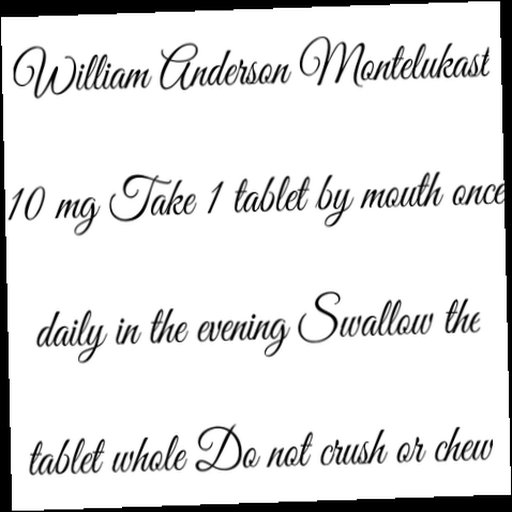 William Anderson Montelukast
10 mg Take 1 tablet by mouth once
daily in the evening Swallow the
tablet whole Do not crush or chew